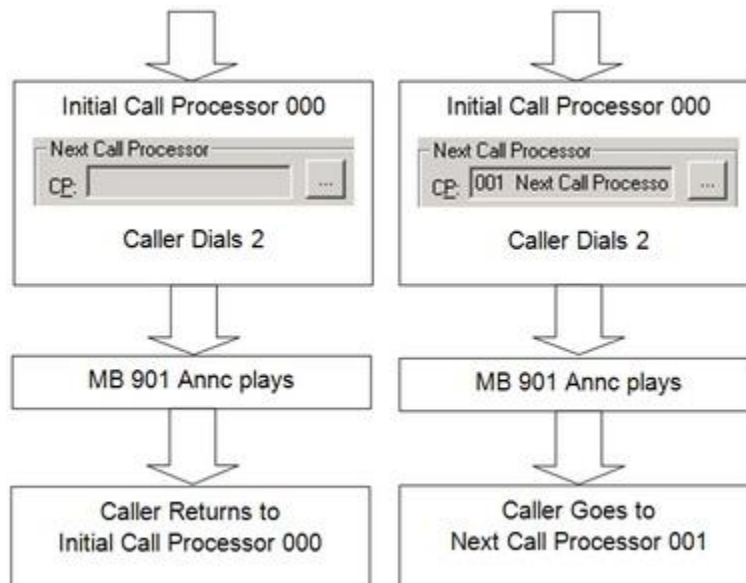 Initial Call Processor 000
Next Call Processor
CP:
...
Caller Dials 2
MB 901 Annc plays
Caller Returns to
Initial Call Processor 000
Initial Call Processor 000
Next Call Processor
CP: 001 Next Call Processo
...
Caller Dials 2
MB 901 Annc plays
Caller Goes to
Next Call Processor 001